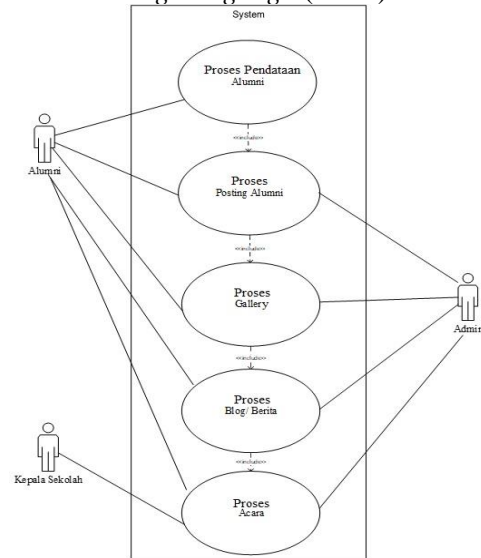 System
Proses Pendataan
Alumni
<<include>>
Alumni
Proses
Posting Alumni
<<include>>
Proses
Gallery
Admin
<<include>>
Proses
Blog/ Berita
<<include>>
Kepala Sekolah
Proses
Acara